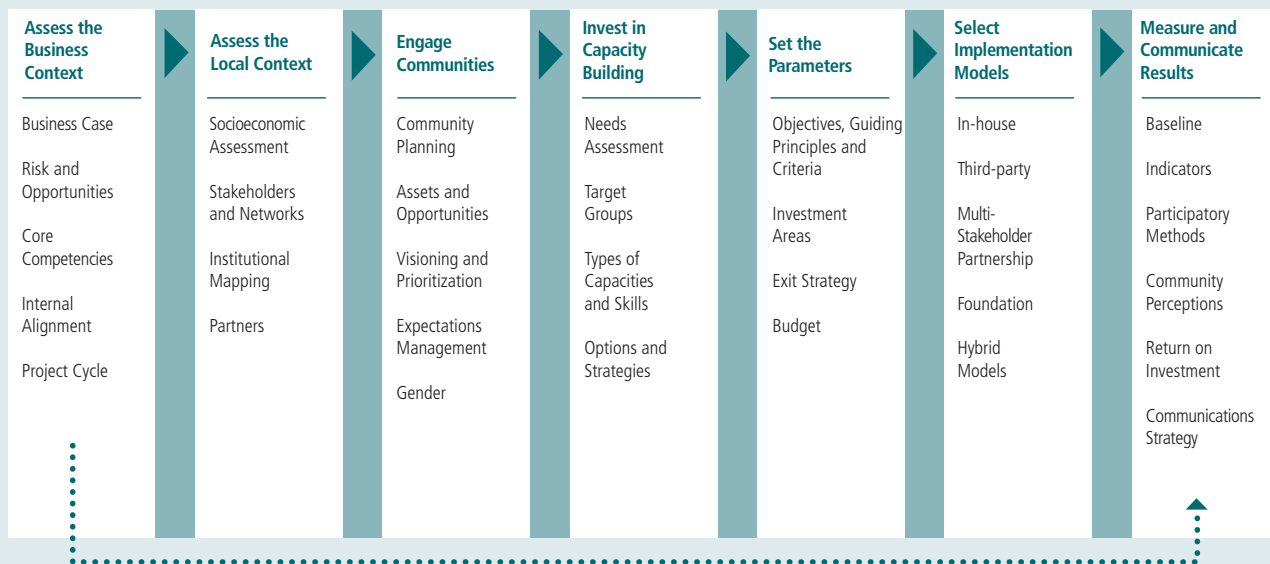 Assess the
Business
Context
Business Case
Risk and
Opportunities
Core
Competencies
Internal
Alignment
Project Cycle
Assess the
Local Context
Socioeconomic
Assessment
Stakeholders
and Networks
Institutional
Mapping
Partners
Engage
Communities
Community
Planning
Assets and
Opportunities
Visioning and
Prioritization
Expectations
Management
Gender
Invest in
Capacity
Building
Needs
Assessment
Target
Groups
Types of
Capacities
and Skills
Options and
Strategies
Set the
Parameters
Objectives, Guiding
Principles and
Criteria
Investment
Areas
Exit Strategy
Budget
Select
Implementation
Models
In-house
Third-party
Multi-
Stakeholder
Partnership
Foundation
Hybrid
Models
Measure and
Communicate
Results
Baseline
Indicators
Participatory
Methods
Community
Perceptions
Return on
Investment
Communications
Strategy